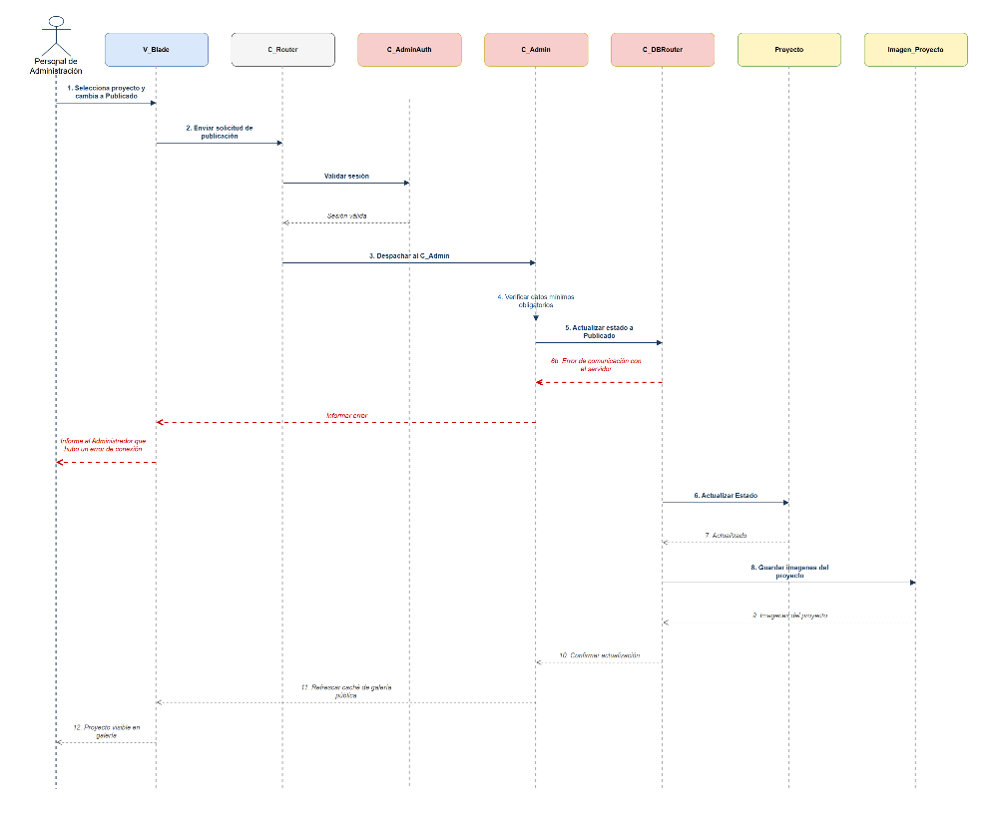 Personal de
Administración
V_Blade
C_Router
C_AdminAuth
C_Admin
C_DBRouter
Proyecto
Imagen_Proyecto
1. Selecciona proyecto y
cambia a Publicado
2. Enviar solicitud de
publicación
Validar sesión
Sesión válida
3. Despachar al C_Admin
4. Verificar datos mínimos
obligatorios
5. Actualizar estado a
Publicado
6b. Error de comunicación con
el servidor
Informar error
Informa al Administrador que
hubo un error de conexión
6. Actualizar Estado
7. Actualizado
8. Guardar imagenes del
proyecto
9. Imagenes del proyecto
10. Confirmar actualización
11. Refrescar caché de galería
pública
12. Proyecto visible en
galería